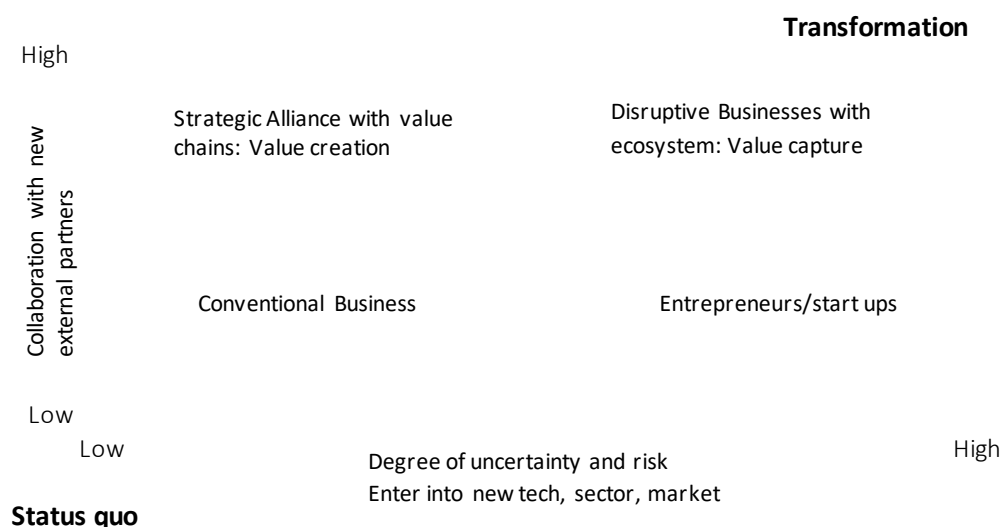 Transformation
High
Strategic Alliance with value
chains: Value creation
Disruptive Businesses with
ecosystem: Value capture
Collaboration with new
external partners
Conventional Business
Entrepreneurs/start ups
Low
Low
High
Degree of uncertainty and risk
Enter into new tech, sector, market
Status quo